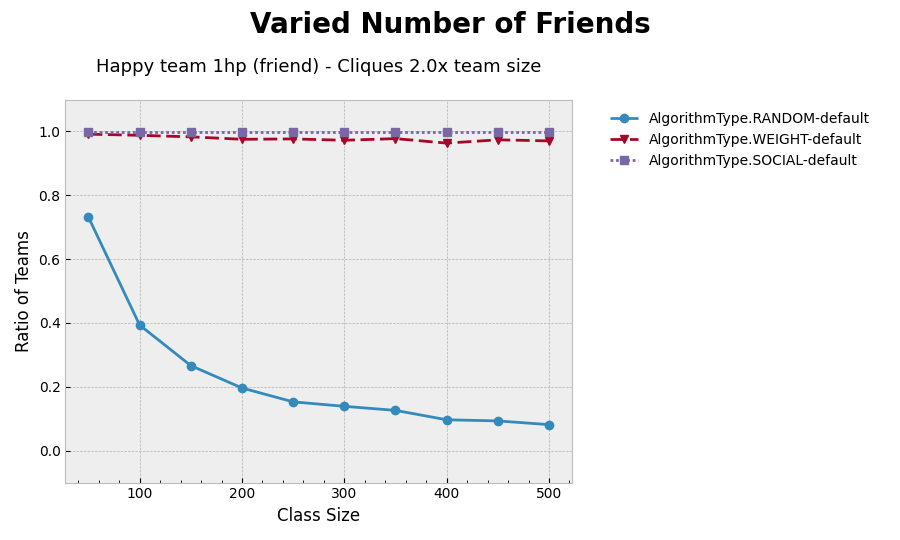 Varied Number of Friends
Happy team 1hp (friend) - Cliques 2.0x team size
AlgorithmType.RANDOM-default
AlgorithmType.WEIGHT-default
AlgorithmType.SOCIAL-default
Ratio of Teams
1.0
0.8
0.6
0.4
0.2
0.0
100 200 300 400 500
Class Size